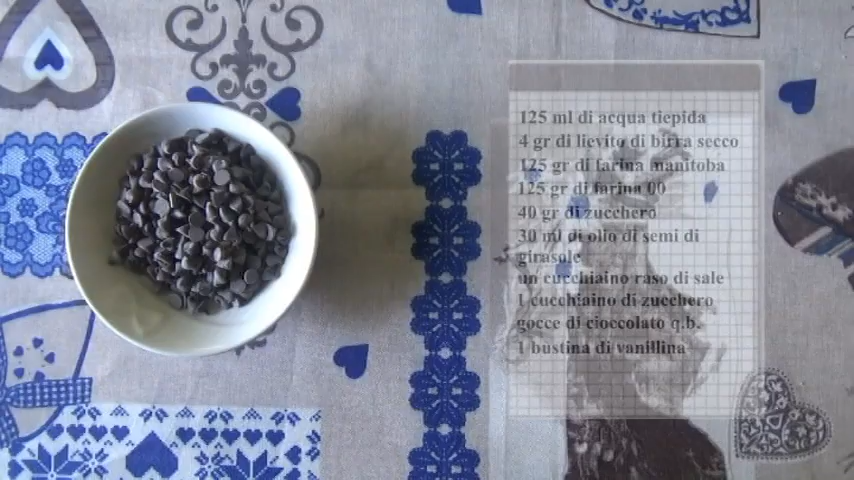 125 ml di acqua tiepida
4 gr di lievito di birra secco
125 gr di farina manitoba
125 gr di farina 00
40 gr di zucchero
30 ml di olio di semi di
girasole
un cucchiaino raso di sale
1 cucchiaino di zucchero
gocce di cioccolato q.b.
1 bustina di vanillina